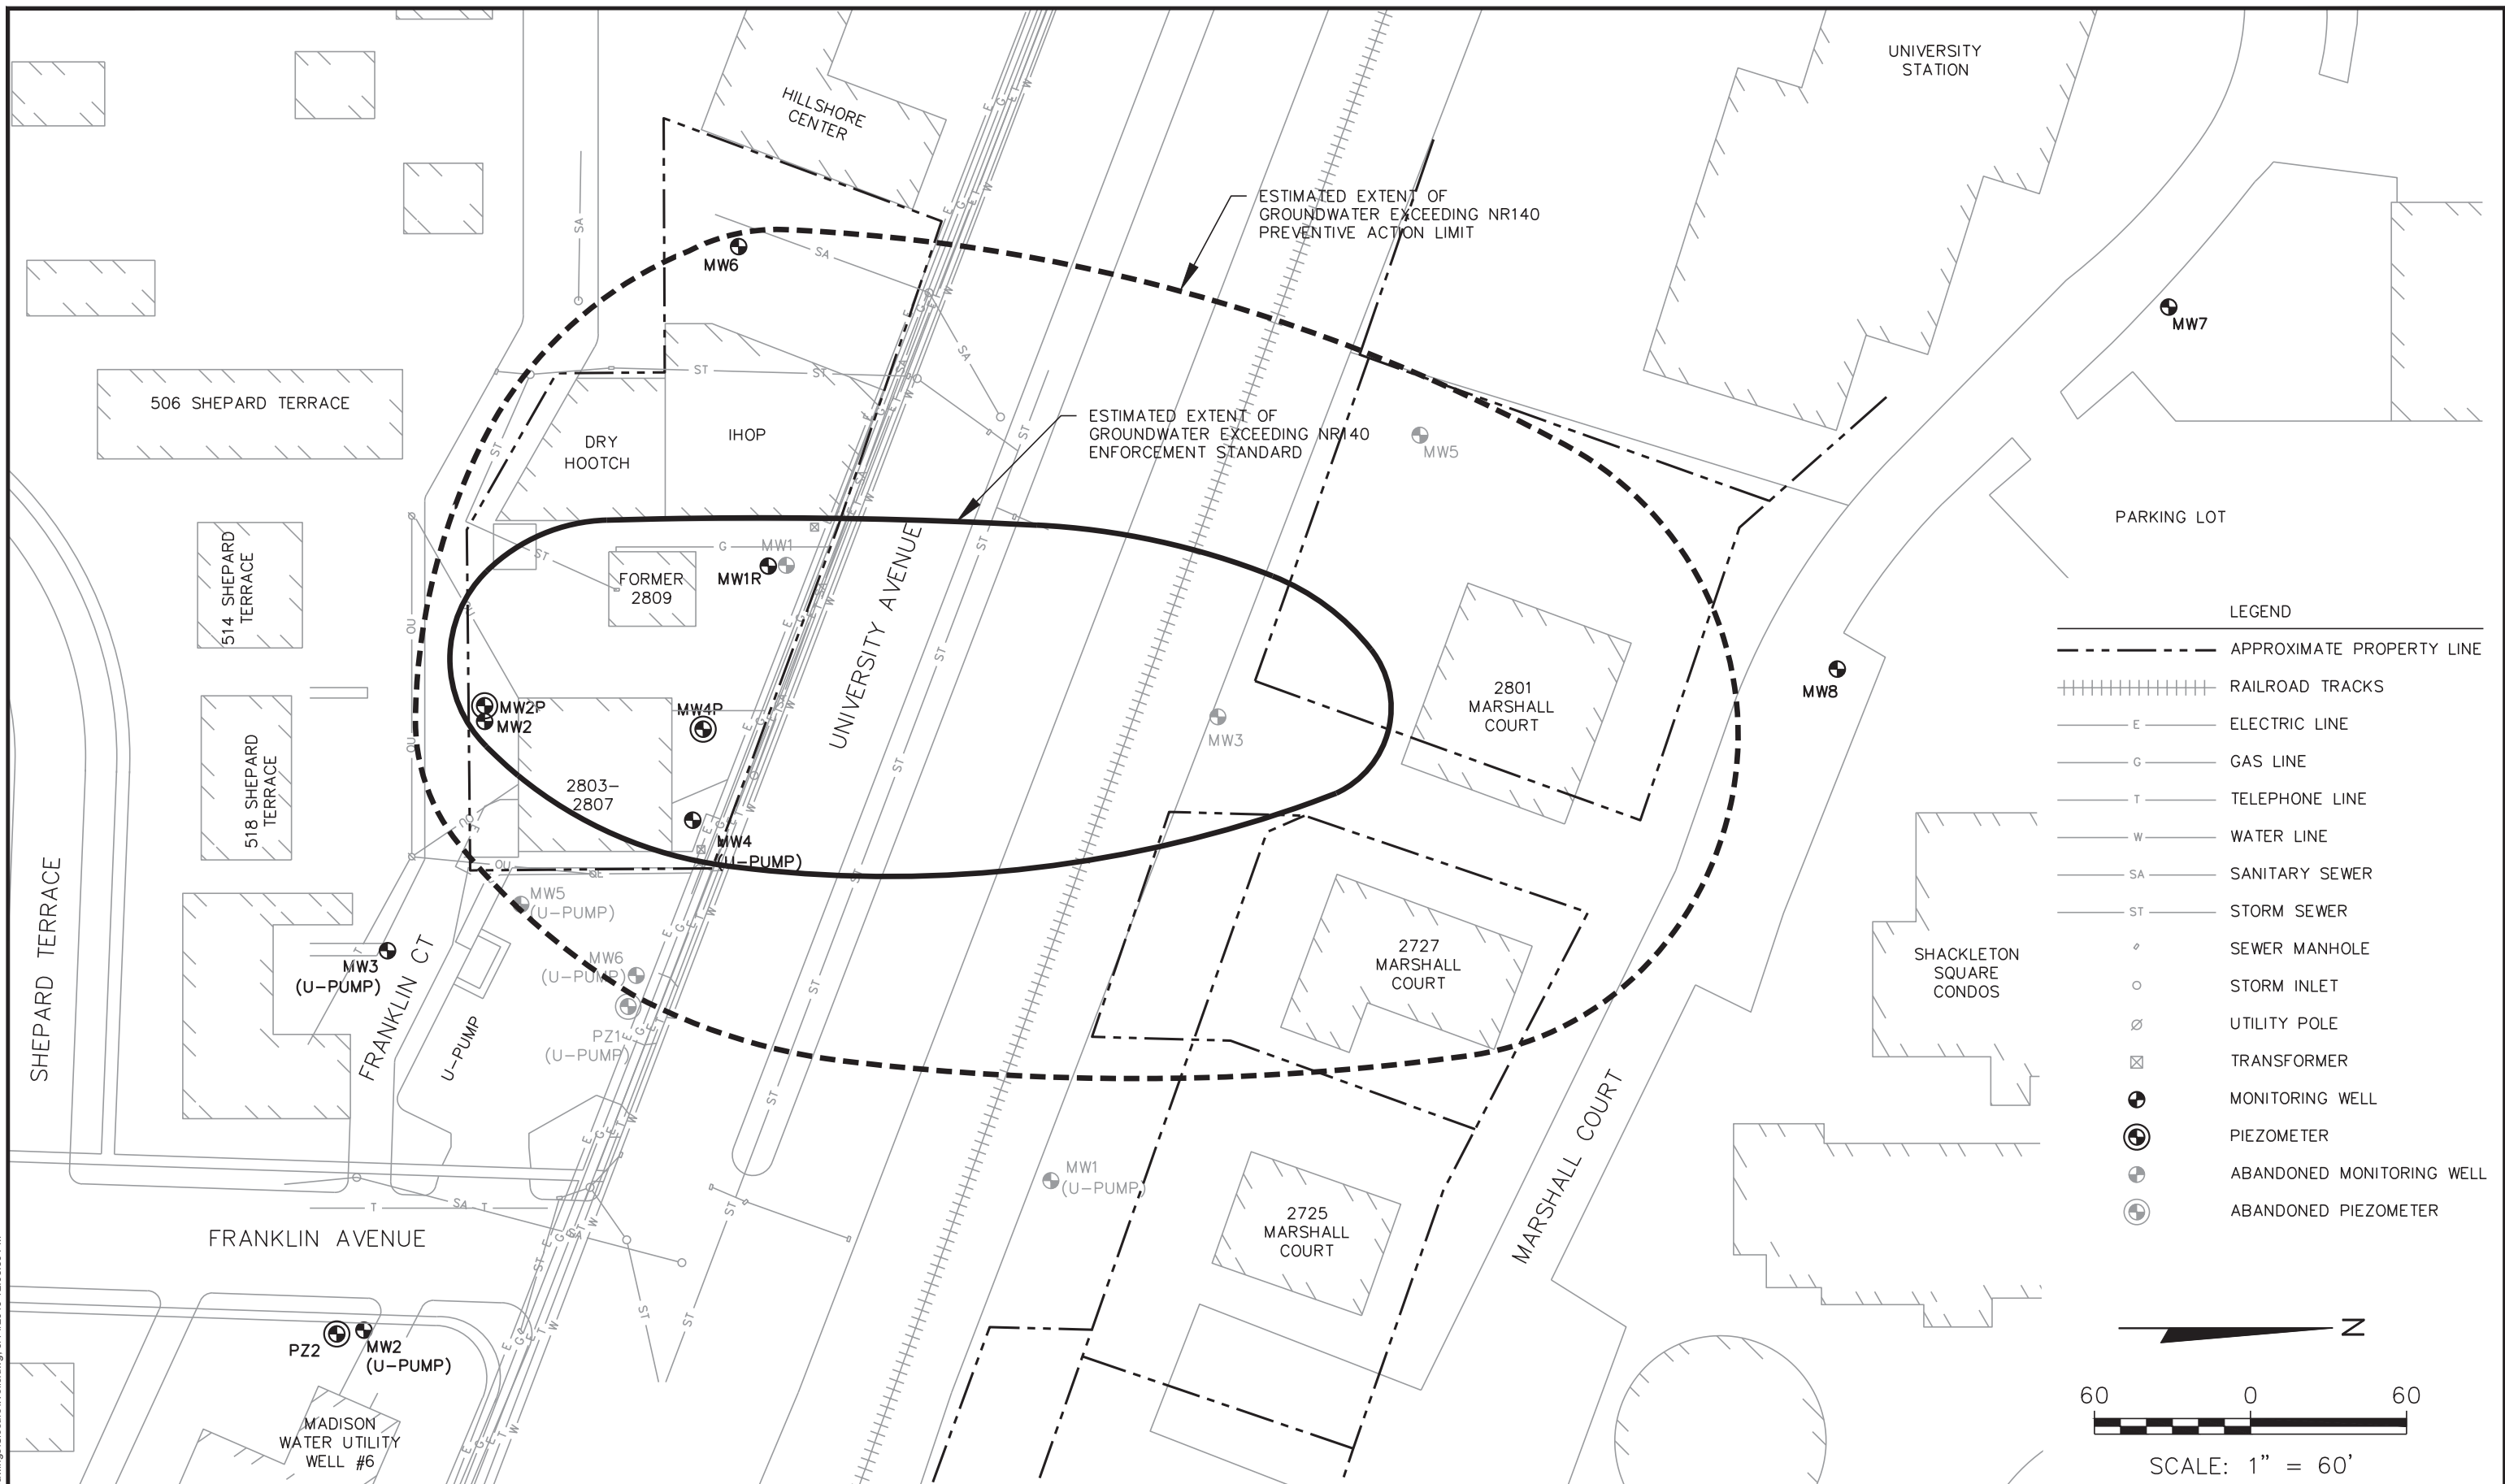 UNIVERSITY
STATION
HILLSHORE
CENTER
ESTIMATED EXTENT OF
GROUNDWATER EXCEEDING NR140
PREVENTIVE ACTION LIMIT
MW6
MW7
506 SHEPARD TERRACE
DRY
HOOTCH
IHOP
ESTIMATED EXTENT OF
GROUNDWATER EXCEEDING NR140
ENFORCEMENT STANDARD
MW5
PARKING LOT
514 SHEPARD
TERRACE
FORMER
2809
MW1
MW1R
UNIVERSITY AVENUE
MW2P
MW2
MW4P
MW3
2801
MARSHALL
COURT
MW8
518 SHEPARD
TERRACE
2803-
2807
MW4
(U-PUMP)
MW5
(U-PUMP)
SHEPARD TERRACE
MW3
(U-PUMP)
FRANKLIN CT
U-PUMP
MW6
(U-PUMP)
PZ1
(U-PUMP)
2727
MARSHALL
COURT
SHACKLETON
SQUARE
CONDOS
MW1
(U-PUMP)
2725
MARSHALL
COURT
MARSHALL COURT
FRANKLIN AVENUE
PZ2
MW2
(U-PUMP)
MADISON
WATER UTILITY
WELL #6
LEGEND
APPROXIMATE PROPERTY LINE
RAILROAD TRACKS
E ELECTRIC LINE
G GAS LINE
T TELEPHONE LINE
W WATER LINE
SA SANITARY SEWER
ST STORM SEWER
SEWER MANHOLE
STORM INLET
UTILITY POLE
TRANSFORMER
MONITORING WELL
PIEZOMETER
ABANDONED MONITORING WELL
ABANDONED PIEZOMETER
N
60 0 60
SCALE: 1" = 60'